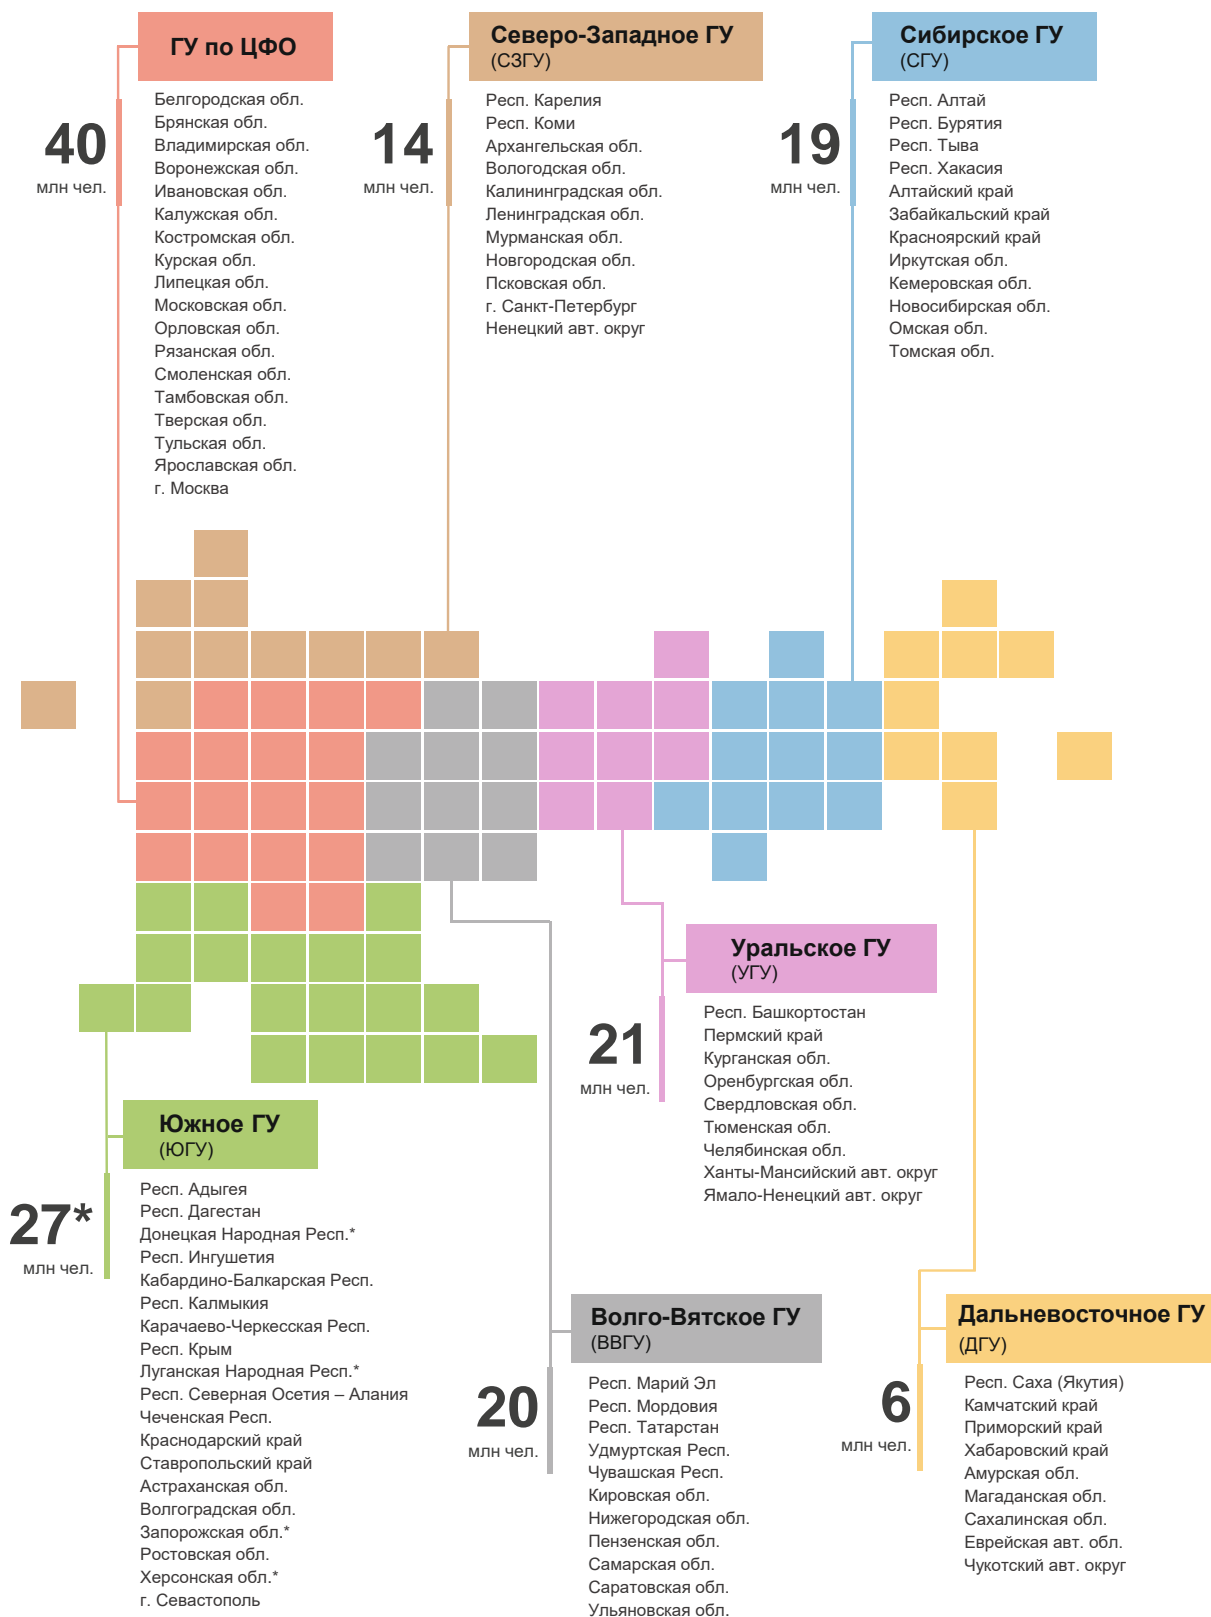 ГУ по ЦФО
40
млн чел.
Белгородская обл.
Брянская обл.
Владимирская обл.
Воронежская обл.
Ивановская обл.
Калужская обл.
Костромская обл.
Курская обл.
Липецкая обл.
Московская обл.
Орловская обл.
Рязанская обл.
Смоленская обл.
Тамбовская обл.
Тверская обл.
Тульская обл.
Ярославская обл.
г. Москва
Северо-Западное ГУ
(СЗГУ)
14
млн чел.
Респ. Карелия
Респ. Коми
Архангельская обл.
Вологодская обл.
Калининградская обл.
Ленинградская обл.
Мурманская обл.
Новгородская обл.
Псковская обл.
г. Санкт-Петербург
Ненецкий авт. округ
Сибирское ГУ
(СГУ)
19
млн чел.
Респ. Алтай
Респ. Бурятия
Респ. Тыва
Респ. Хакасия
Алтайский край
Забайкальский край
Красноярский край
Иркутская обл.
Кемеровская обл.
Новосибирская обл.
Омская обл.
Томская обл.
Уральское ГУ
(УГУ)
21
млн чел.
Респ. Башкортостан
Пермский край
Курганская обл.
Оренбургская обл.
Свердловская обл.
Тюменская обл.
Челябинская обл.
Ханты-Мансийский авт. округ
Ямало-Ненецкий авт. округ
Южное ГУ
(ЮГУ)
27*
млн чел.
Респ. Адыгея
Респ. Дагестан
Донецкая Народная Респ.*
Респ. Ингушетия
Кабардино-Балкарская Респ.
Респ. Калмыкия
Карачаево-Черкесская Респ.
Респ. Крым
Луганская Народная Респ.*
Респ. Северная Осетия – Алания
Чеченская Респ.
Краснодарский край
Ставропольский край
Астраханская обл.
Волгоградская обл.
Запорожская обл.*
Ростовская обл.
Херсонская обл.*
г. Севастополь
Волго-Вятское ГУ
(ВВГУ)
20
млн чел.
Респ. Марий Эл
Респ. Мордовия
Респ. Татарстан
Удмуртская Респ.
Чувашская Респ.
Кировская обл.
Нижегородская обл.
Пензенская обл.
Самарская обл.
Саратовская обл.
Ульяновская обл.
Дальневосточное ГУ
(ДГУ)
6
млн чел.
Респ. Саха (Якутия)
Камчатский край
Приморский край
Хабаровский край
Амурская обл.
Магаданская обл.
Сахалинская обл.
Еврейская авт. обл.
Чукотский авт. округ